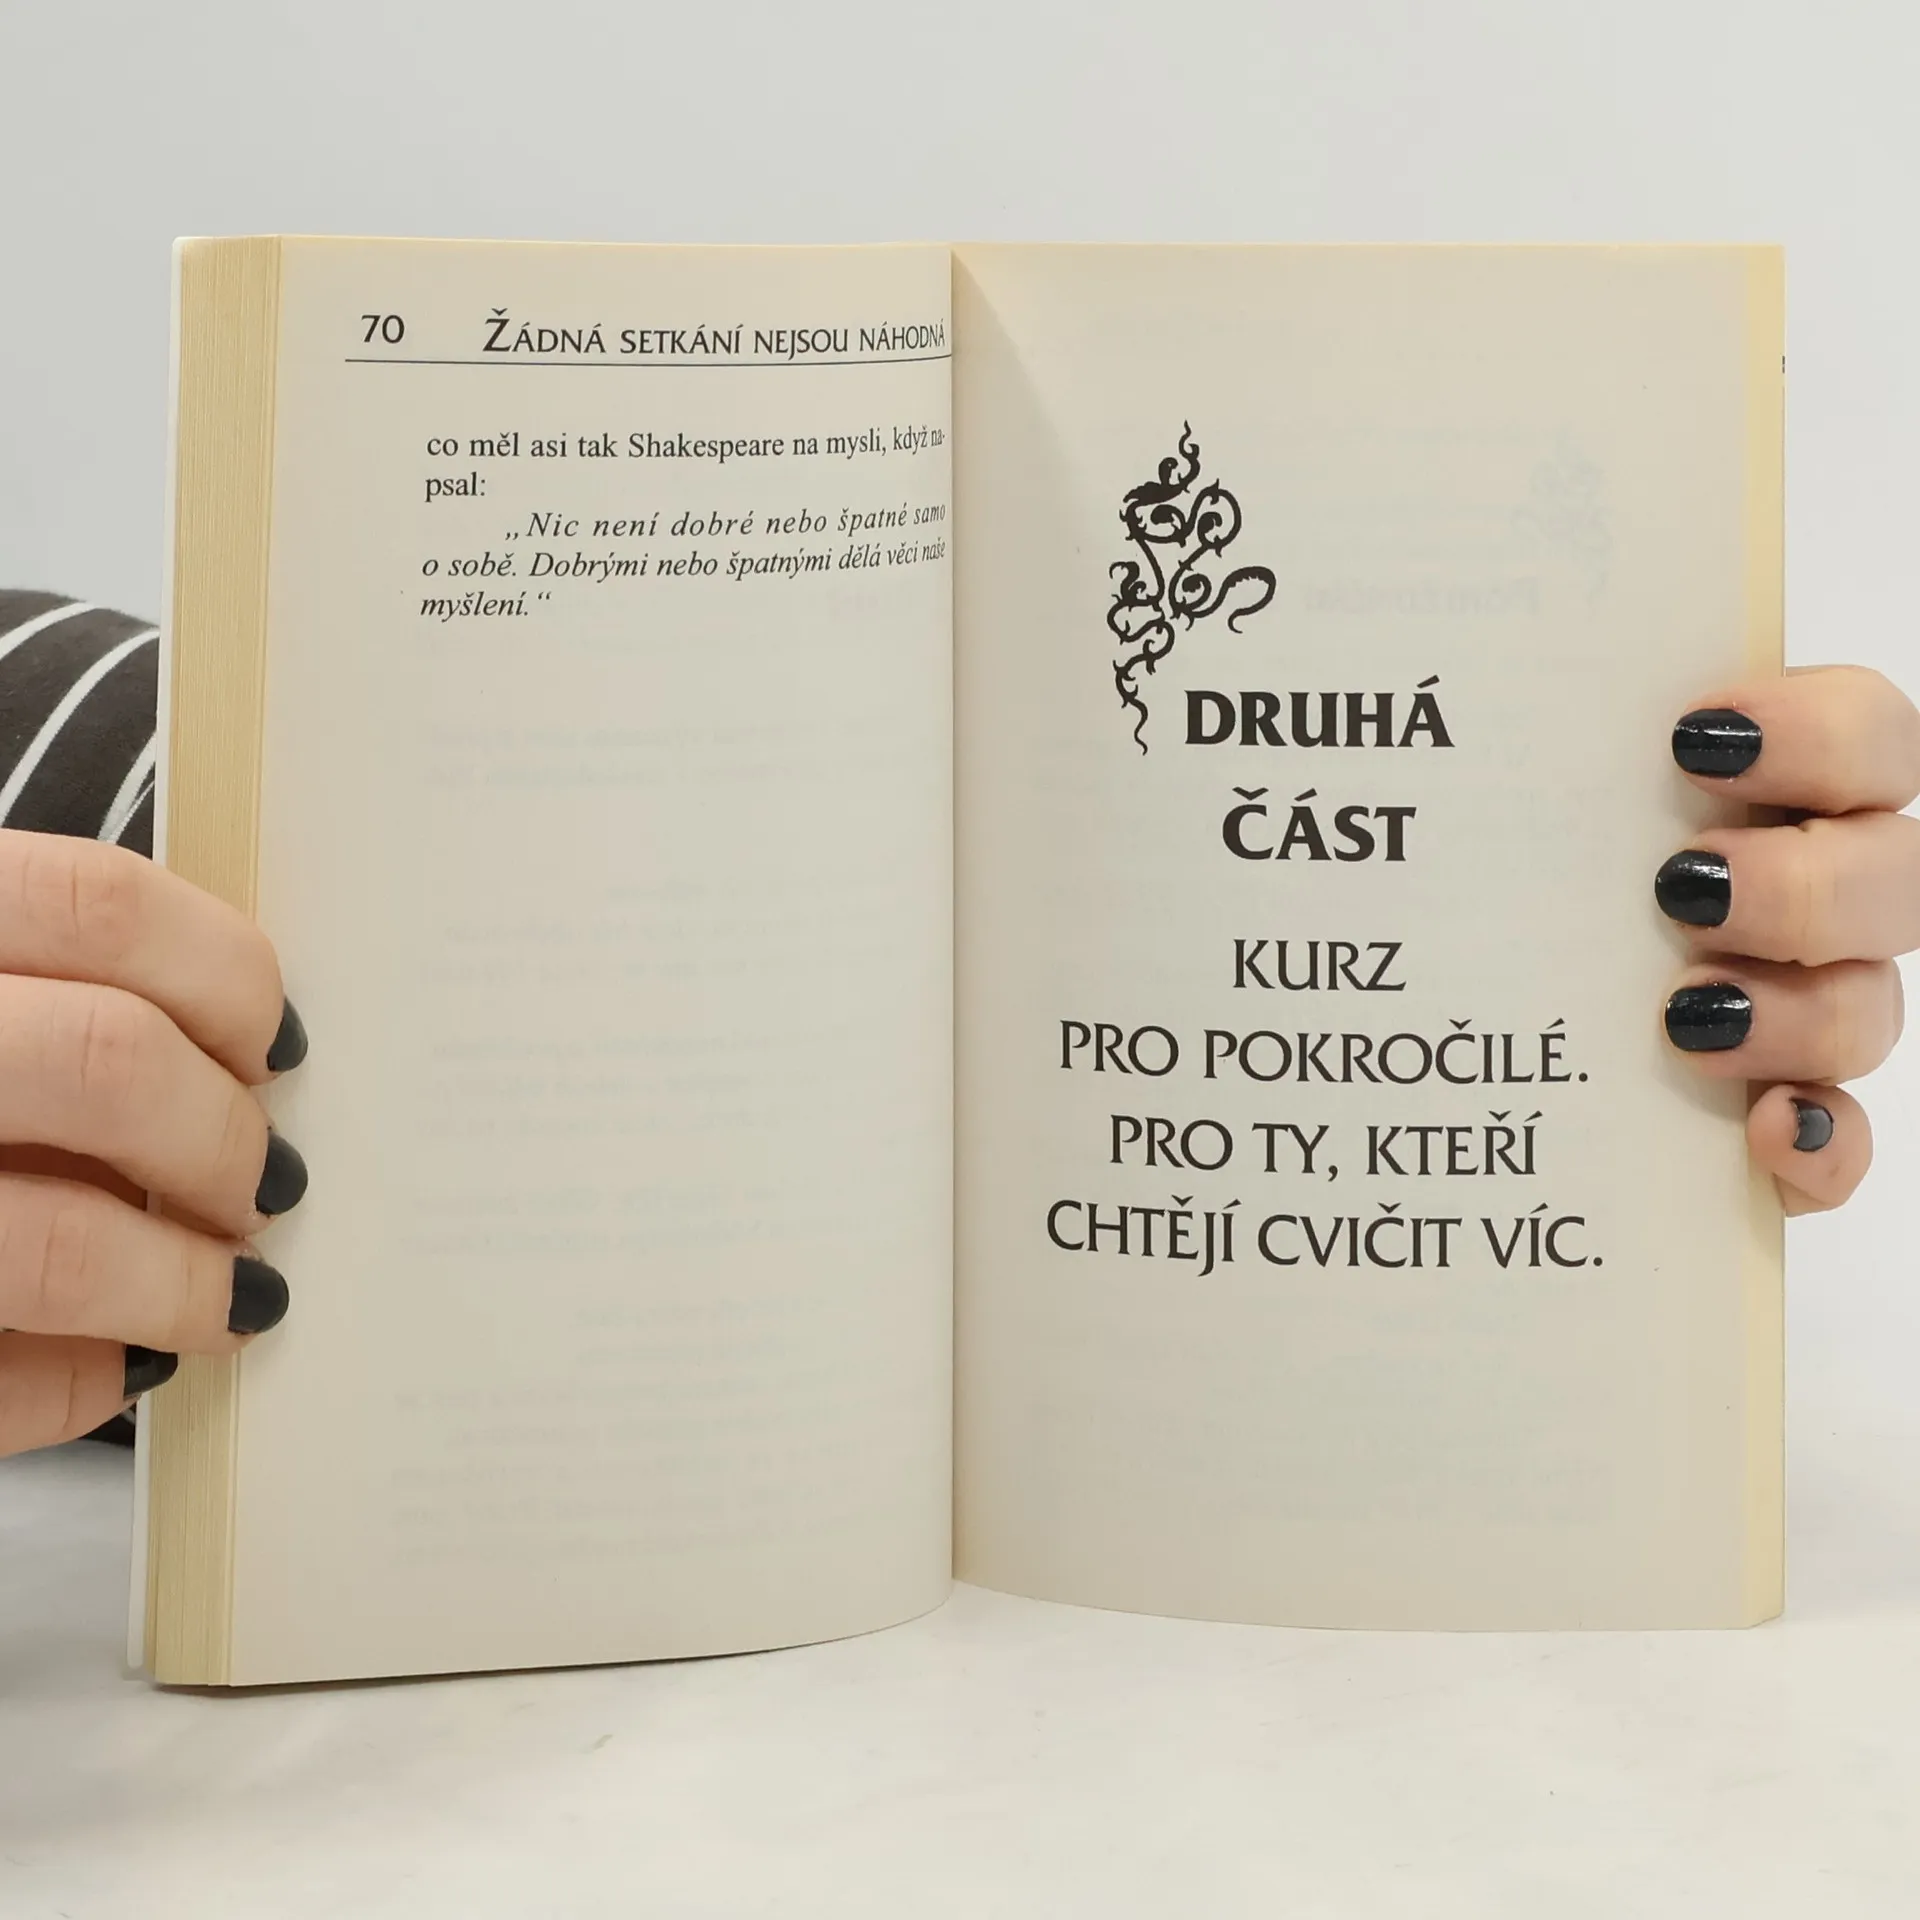 70 ŽÁDNÁ SETKÁNÍ NEJSOU NÁHODNÁ
co měl asi tak Shakespeare na mysli, když na-
psal:
„Nic není dobré nebo špatné samo
o sobě. Dobrými nebo špatnými dělá věci naše
myšlení.“
DRUHÁ
ČÁST
KURZ
PRO POKROČILÉ.
PRO TY, KTEŘÍ
CHTĚJÍ CVIČIT VÍC.